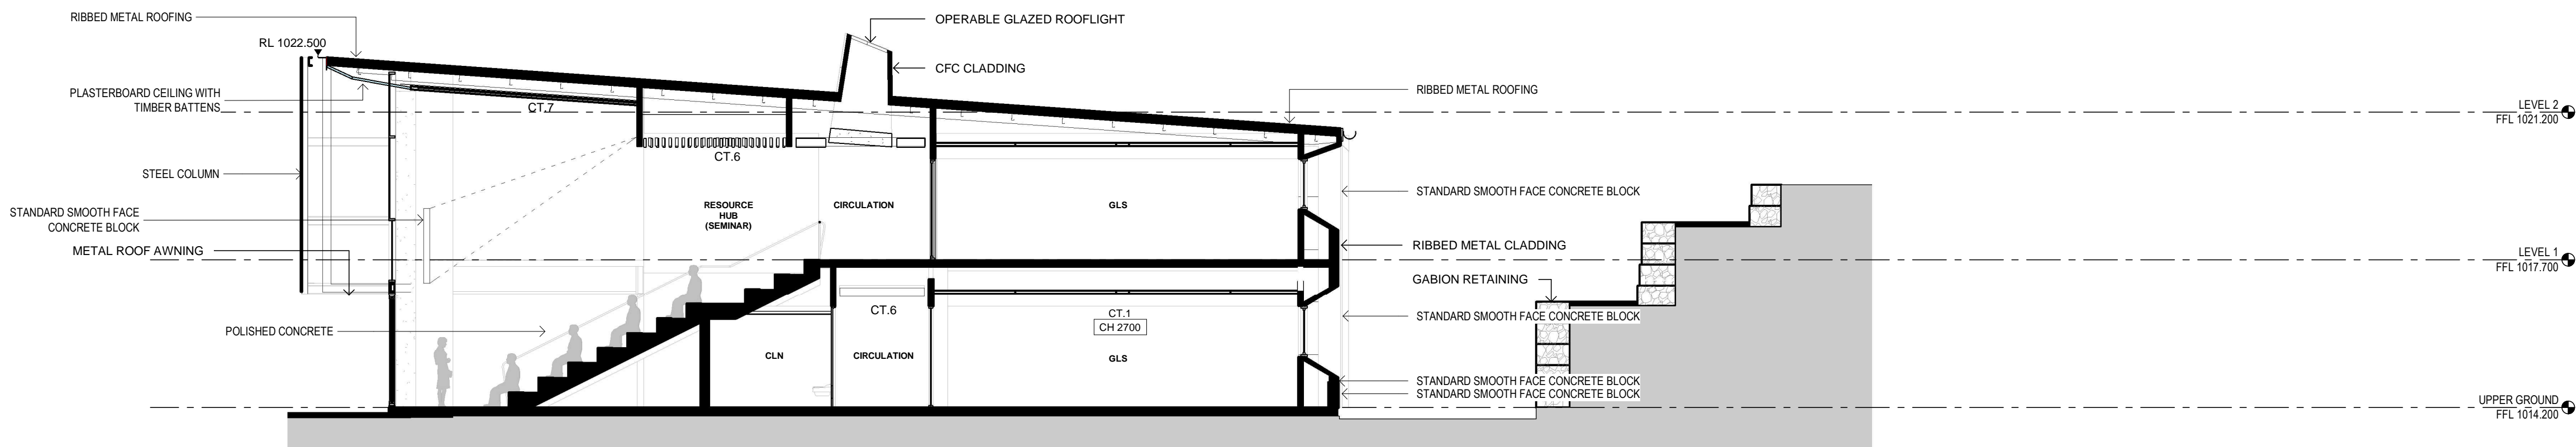 RIBBED METAL ROOFING
RL 1022.500
PLASTERBOARD CEILING WITH
TIMBER BATTENS
STEEL COLUMN
STANDARD SMOOTH FACE
CONCRETE BLOCK
METAL ROOF AWNING
POLISHED CONCRETE
OPERABLE GLAZED ROOFLIGHT
CFC CLADDING
CT.7
CT.6
RESOURCE
HUB
(SEMINAR)
CIRCULATION
GLS
CLN
CT.6
CIRCULATION
CT.1
CH 2700
GLS
RIBBED METAL ROOFING
STANDARD SMOOTH FACE CONCRETE BLOCK
RIBBED METAL CLADDING
GABION RETAINING
STANDARD SMOOTH FACE CONCRETE BLOCK
STANDARD SMOOTH FACE CONCRETE BLOCK
STANDARD SMOOTH FACE CONCRETE BLOCK
LEVEL 2
FFL 1021.200
LEVEL 1
FFL 1017.700
UPPER GROUND
FFL 1014.200